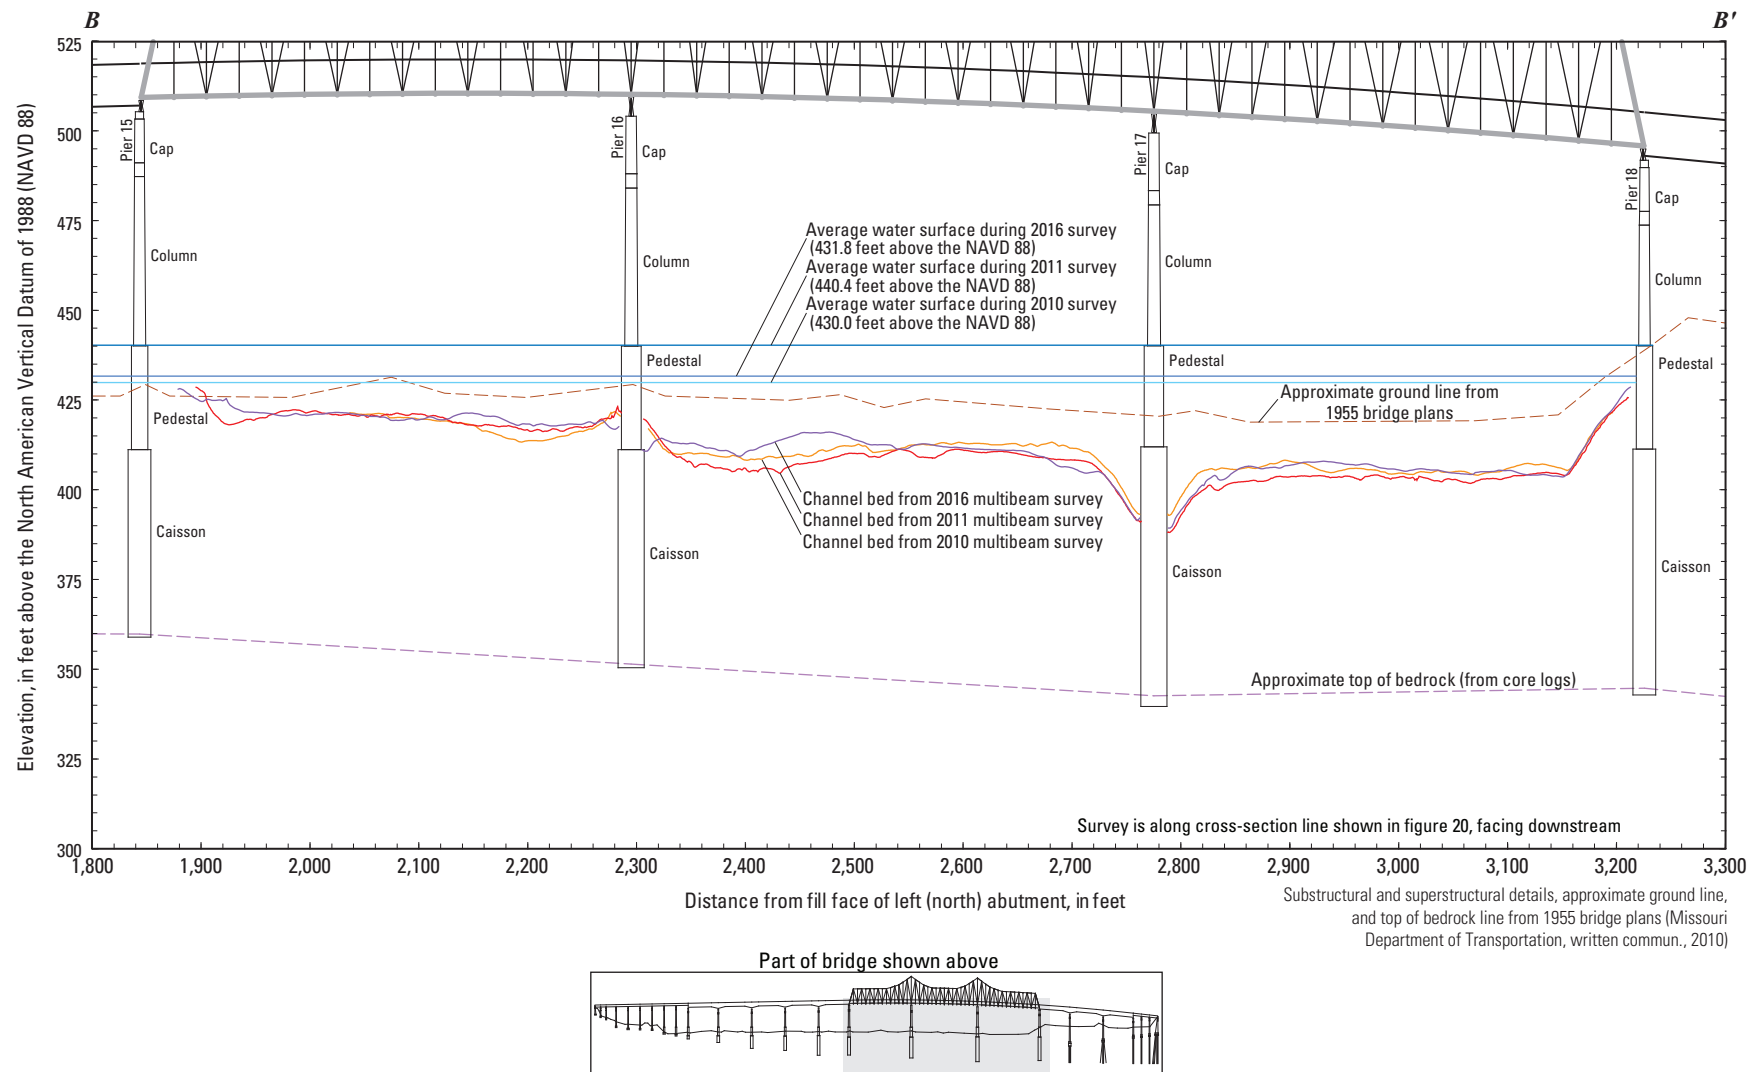 B
B'
525
500
475
450
425
400
375
350
325
300
Elevation, in feet above the North American Vertical Datum of 1988 (NAVD 88)
Pier 15
Cap
Column
Pedestal
Caisson
Pier 16
Cap
Column
Pedestal
Caisson
Pier 17
Cap
Column
Pedestal
Caisson
Pier 18
Cap
Column
Pedestal
Caisson
Average water surface during 2016 survey
(431.8 feet above the NAVD 88)
Average water surface during 2011 survey
(440.4 feet above the NAVD 88)
Average water surface during 2010 survey
(430.0 feet above the NAVD 88)
Approximate ground line from
1955 bridge plans
Channel bed from 2016 multibeam survey
Channel bed from 2011 multibeam survey
Channel bed from 2010 multibeam survey
Approximate top of bedrock (from core logs)
Survey is along cross-section line shown in figure 20, facing downstream
1,800 1,900 2,000 2,100 2,200 2,300 2,400 2,500 2,600 2,700 2,800 2,900 3,000 3,100 3,200 3,300
Distance from fill face of left (north) abutment, in feet
Substructural and superstructural details, approximate ground line,
and top of bedrock line from 1955 bridge plans (Missouri
Department of Transportation, written commun., 2010)
Part of bridge shown above